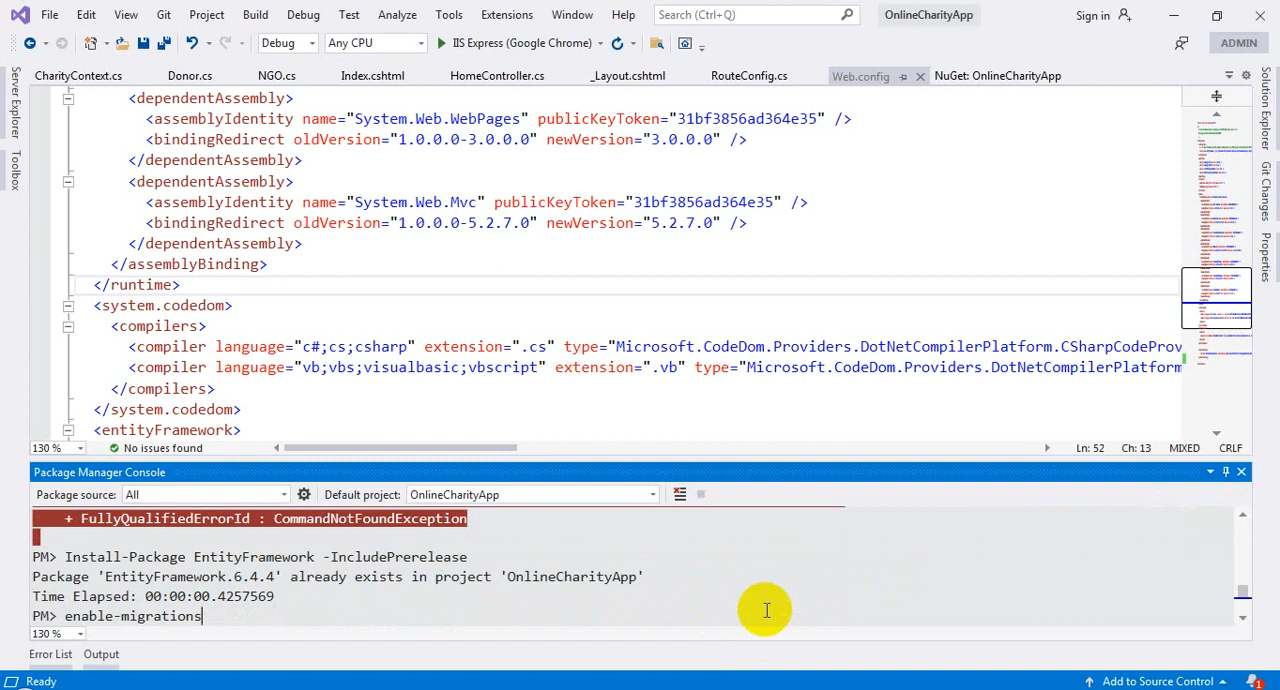 File Edit View Git Project Build Debug Test Analyze Tools Extensions Window Help Search (Ctrl+Q) OnlineCharityApp Sign in
Debug Any CPU IIS Express (Google Chrome) ADMIN
CharityContext.cs Donor.cs NGO.cs Index.cshtml HomeController.cs _Layout.cshtml RouteConfig.cs Web.config NuGet: OnlineCharityApp
Server Explorer
Toolbox
<dependentAssembly>
<assemblyIdentity name="System.Web.WebPages" publicKeyToken="31bf3856ad364e35" />
<bindingRedirect oldVersion="1.0.0.0-3.0.0.0" newVersion="3.0.0.0" />
</dependentAssembly>
<dependentAssembly>
<assemblyIdentity name="System.Web.Mvc" publicKeyToken="31bf3856ad364e35" />
<bindingRedirect oldVersion="1.0.0.0-5.2.7.0" newVersion="5.2.7.0" />
</dependentAssembly>
</assemblyBinding>
</runtime>
<system.codedom>
<compilers>
<compiler language="c#;cs;csharp" extension=".cs" type="Microsoft.CodeDom.Providers.DotNetCompilerPlatform.CSharpCodeProv
<compiler language="vb;vbs;visualbasic;vbscript" extension=".vb" type="Microsoft.CodeDom.Providers.DotNetCompilerPlatform
</compilers>
</system.codedom>
<entityFramework>
Solution Explorer
Git Changes
Properties
130 % No issues found Ln: 52 Ch: 13 MIXED CRLF
Package Manager Console
Package source: All Default project: OnlineCharityApp
+ FullyQualifiedErrorId : CommandNotFoundException
PM> Install-Package EntityFramework -IncludePrerelease
Package 'EntityFramework.6.4.4' already exists in project 'OnlineCharityApp'
Time Elapsed: 00:00:00.4257569
PM> enable-migrations
130 %
Error List Output
Ready Add to Source Control 1